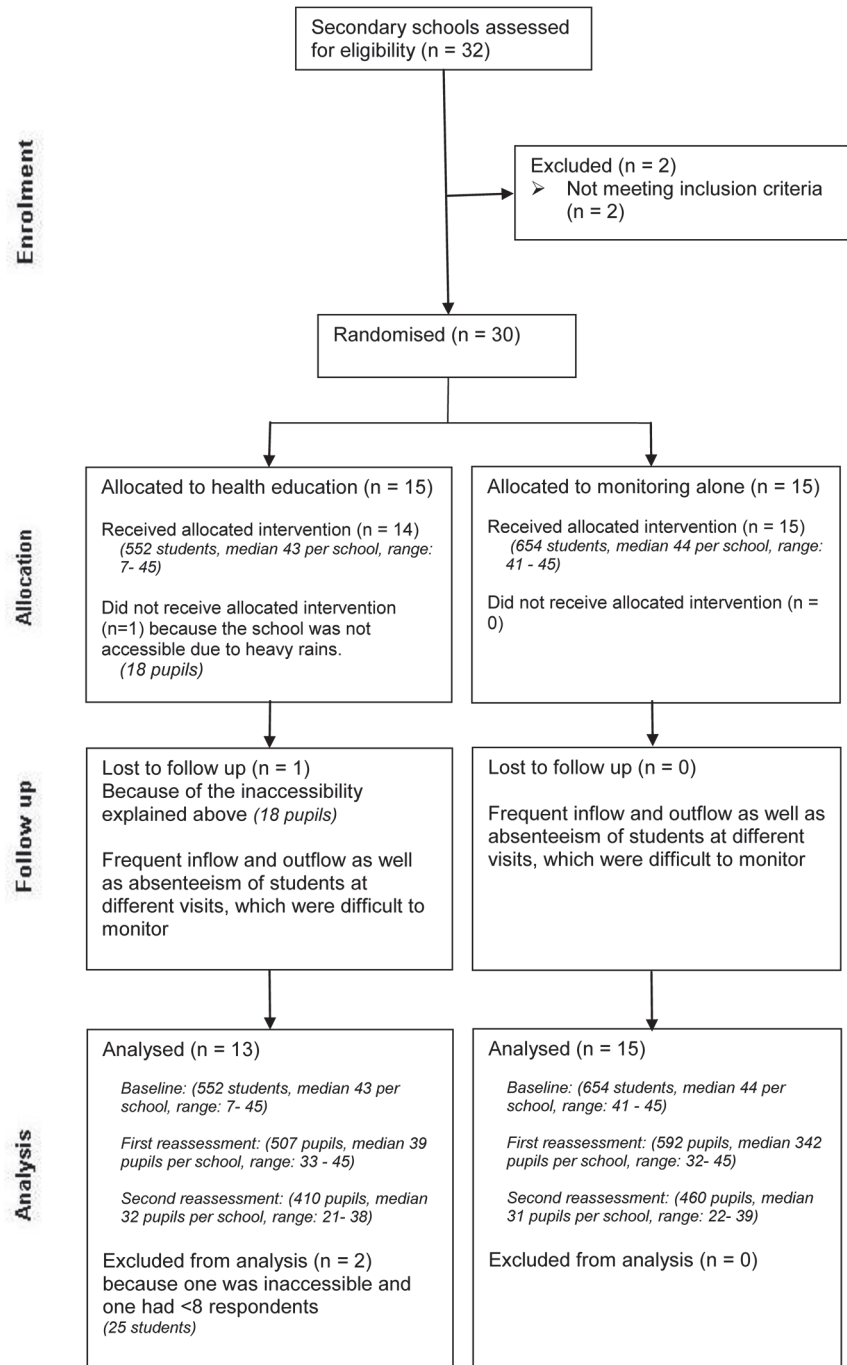 Secondary schools assessed
for eligibility (n = 32)
Enrolment
Excluded (n = 2)
➢ Not meeting inclusion criteria
(n = 2)
Randomised (n = 30)
Allocation
Allocated to health education (n = 15)
Received allocated intervention (n = 14)
(552 students, median 43 per school, range:
7- 45)
Did not receive allocated intervention
(n=1) because the school was not
accessible due to heavy rains.
(18 pupils)
Allocated to monitoring alone (n = 15)
Received allocated intervention (n = 15)
(654 students, median 44 per school, range:
41 - 45)
Did not receive allocated intervention (n =
0)
Follow up
Lost to follow up (n = 1)
Because of the inaccessibility
explained above (18 pupils)
Frequent inflow and outflow as well
as absenteeism of students at
different visits, which were difficult to
monitor
Lost to follow up (n = 0)
Frequent inflow and outflow as well as
absenteeism of students at different
visits, which were difficult to monitor
Analysis
Analysed (n = 13)
Baseline: (552 students, median 43 per
school, range: 7- 45)
First reassessment: (507 pupils, median 39
pupils per school, range: 33 - 45)
Second reassessment: (410 pupils, median
32 pupils per school, range: 21- 38)
Excluded from analysis (n = 2)
because one was inaccessible and
one had <8 respondents
(25 students)
Analysed (n = 15)
Baseline: (654 students, median 44 per
school, range: 41 - 45)
First reassessment: (592 pupils, median 342
pupils per school, range: 32- 45)
Second reassessment: (460 pupils, median
31 pupils per school, range: 22- 39)
Excluded from analysis (n = 0)